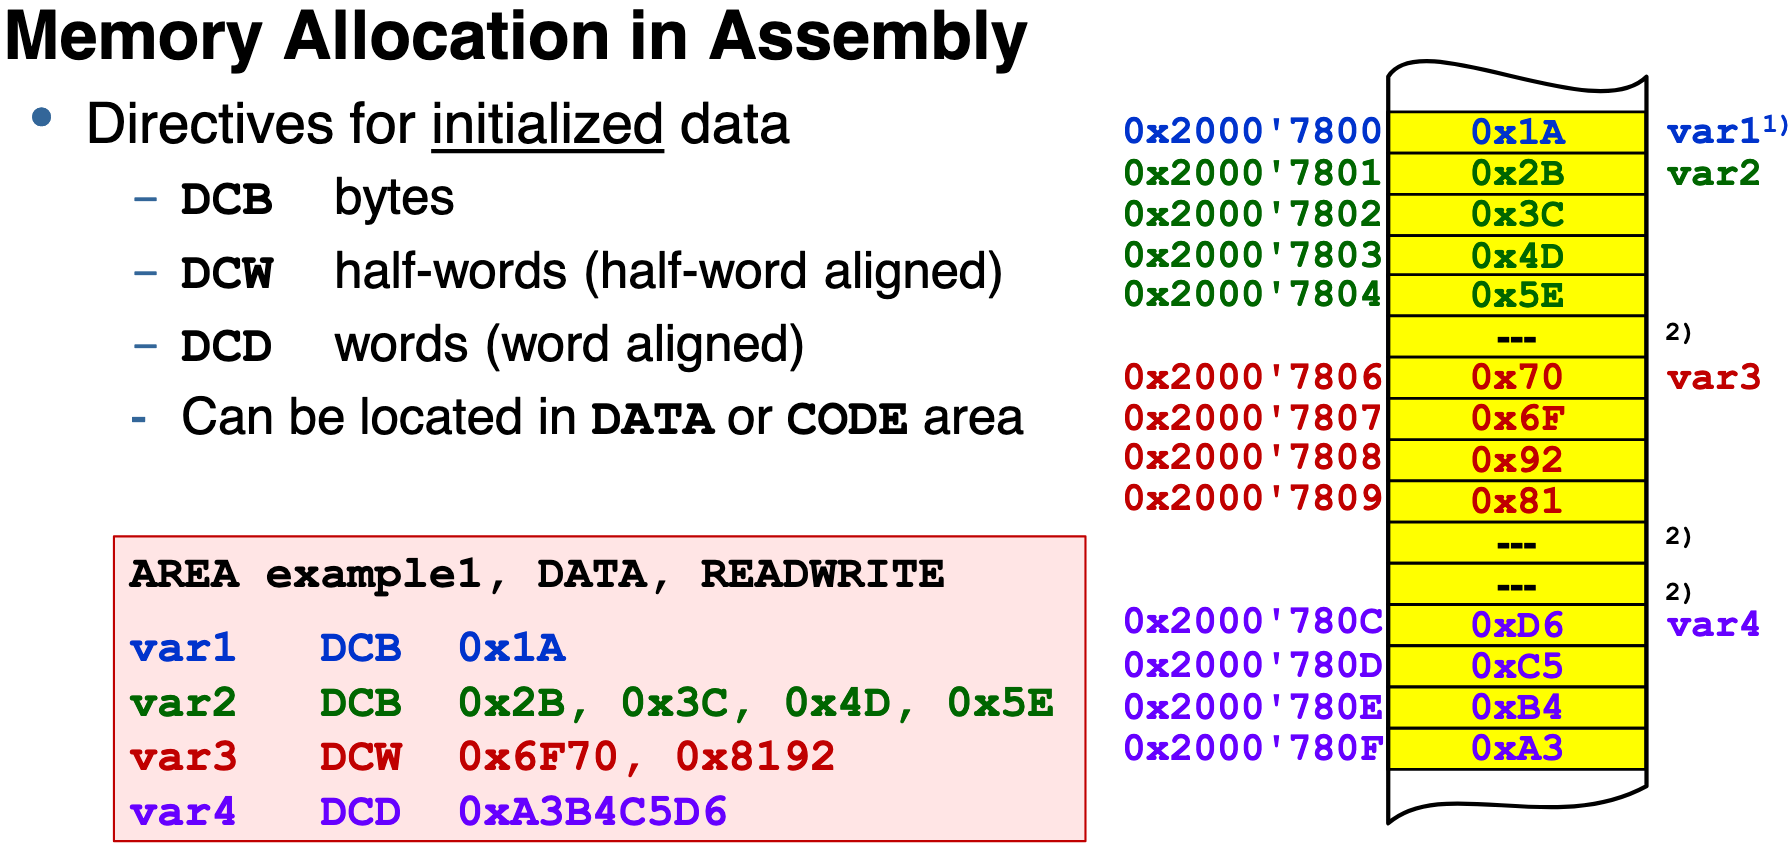 Memory Allocation in Assembly
• Directives for initialized data
– DCB bytes
– DCW half-words (half-word aligned)
– DCD words (word aligned)
- Can be located in DATA or CODE area
AREA example1, DATA, READWRITE
var1 DCB 0x1A
var2 DCB 0x2B, 0x3C, 0x4D, 0x5E
var3 DCW 0x6F70, 0x8192
var4 DCD 0xA3B4C5D6
0x2000'7800 0x1A var1 1)
0x2000'7801 0x2B var2
0x2000'7802 0x3C
0x2000'7803 0x4D
0x2000'7804 0x5E
--- 2)
0x2000'7806 0x70 var3
0x2000'7807 0x6F
0x2000'7808 0x92
0x2000'7809 0x81
--- 2)
--- 2)
0x2000'780C 0xD6 var4
0x2000'780D 0xC5
0x2000'780E 0xB4
0x2000'780F 0xA3